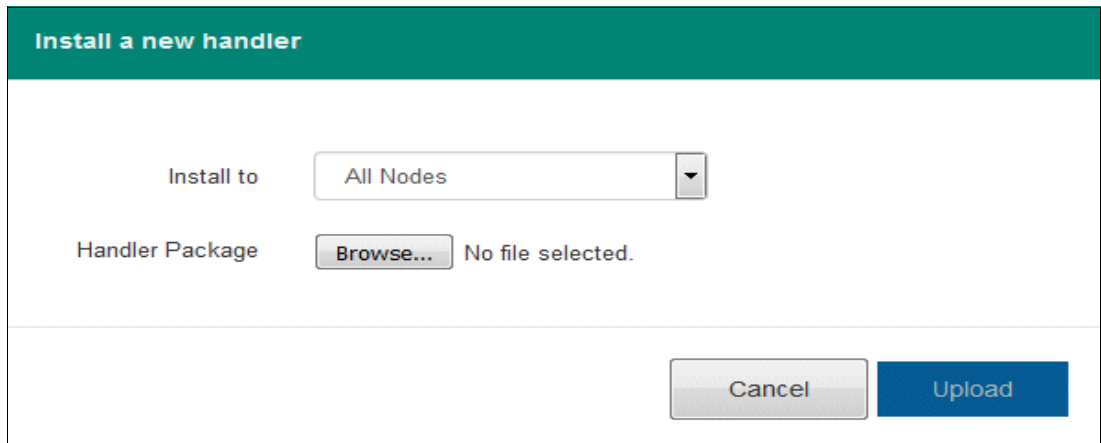 Install a new handler
Install to All Nodes
Handler Package Browse... No file selected.
Cancel Upload